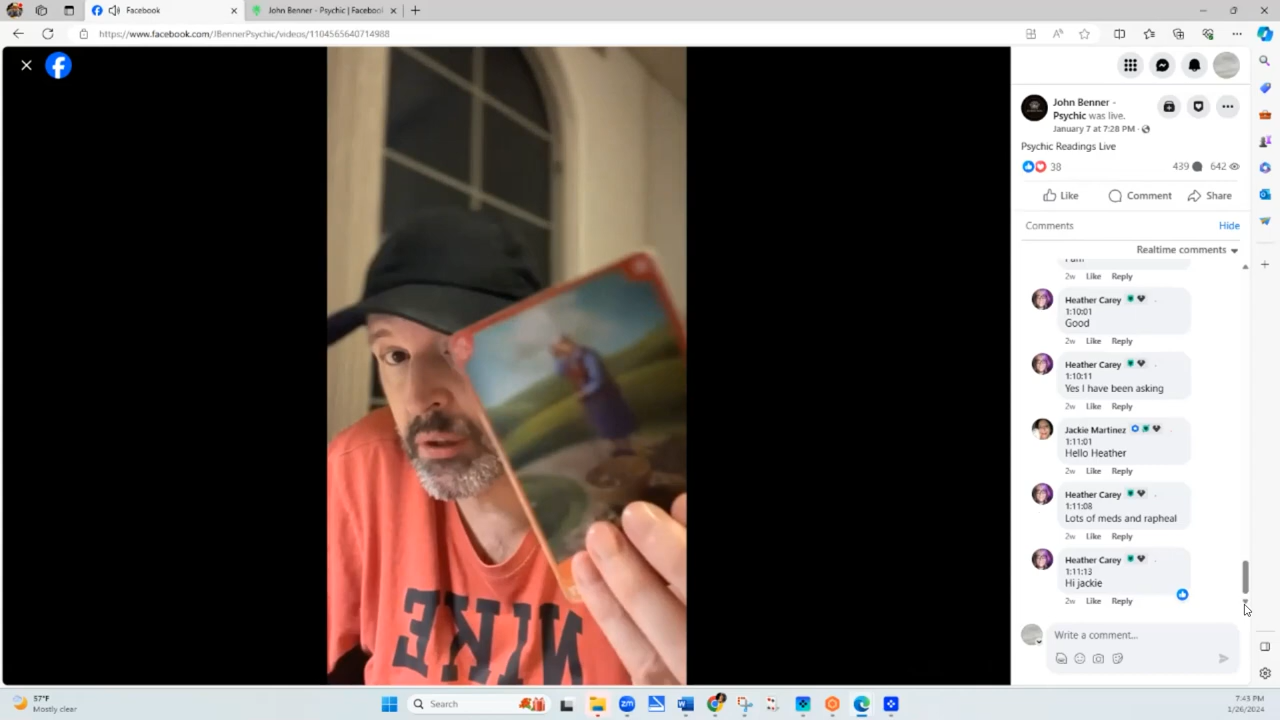 Facebook
John Benner - Psychic | Facebook
https://www.facebook.com/JBennerPsychic/videos/1104565640714988
John Benner -
Psychic was live.
January 7 at 7:28 PM ·
Psychic Readings Live
38
439
642
Like
Comment
Share
Comments
Hide
Realtime comments
I am
2w Like Reply
Heather Carey
1:10:01
Good
2w Like Reply
Heather Carey
1:10:11
Yes I have been asking
2w Like Reply
Jackie Martinez
1:11:01
Hello Heather
2w Like Reply
Heather Carey
1:11:08
Lots of meds and rapheal
2w Like Reply
Heather Carey
1:11:13
Hi jackie
2w Like Reply
Write a comment...
NIKE
57°F
Mostly clear
Search
zm
7:43 PM
1/26/2024